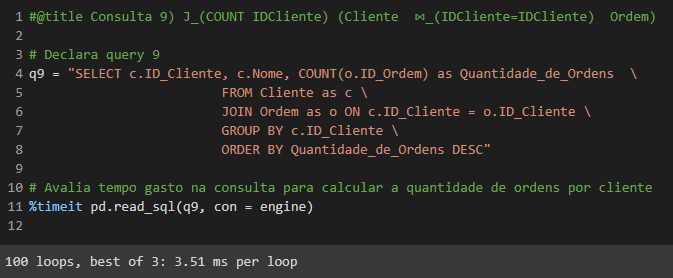 1 #@title Consulta 9) J_(COUNT IDCliente) (Cliente ⋈_(IDCliente=IDCliente) Ordem)
2
3 # Declara query 9
4 q9 = "SELECT c.ID_Cliente, c.Nome, COUNT(o.ID_Ordem) as Quantidade_de_Ordens \
5 FROM Cliente as c \
6 JOIN Ordem as o ON c.ID_Cliente = o.ID_Cliente \
7 GROUP BY c.ID_Cliente \
8 ORDER BY Quantidade_de_Ordens DESC"
9
10 # Avalia tempo gasto na consulta para calcular a quantidade de ordens por cliente
11 %timeit pd.read_sql(q9, con = engine)
12
100 loops, best of 3: 3.51 ms per loop